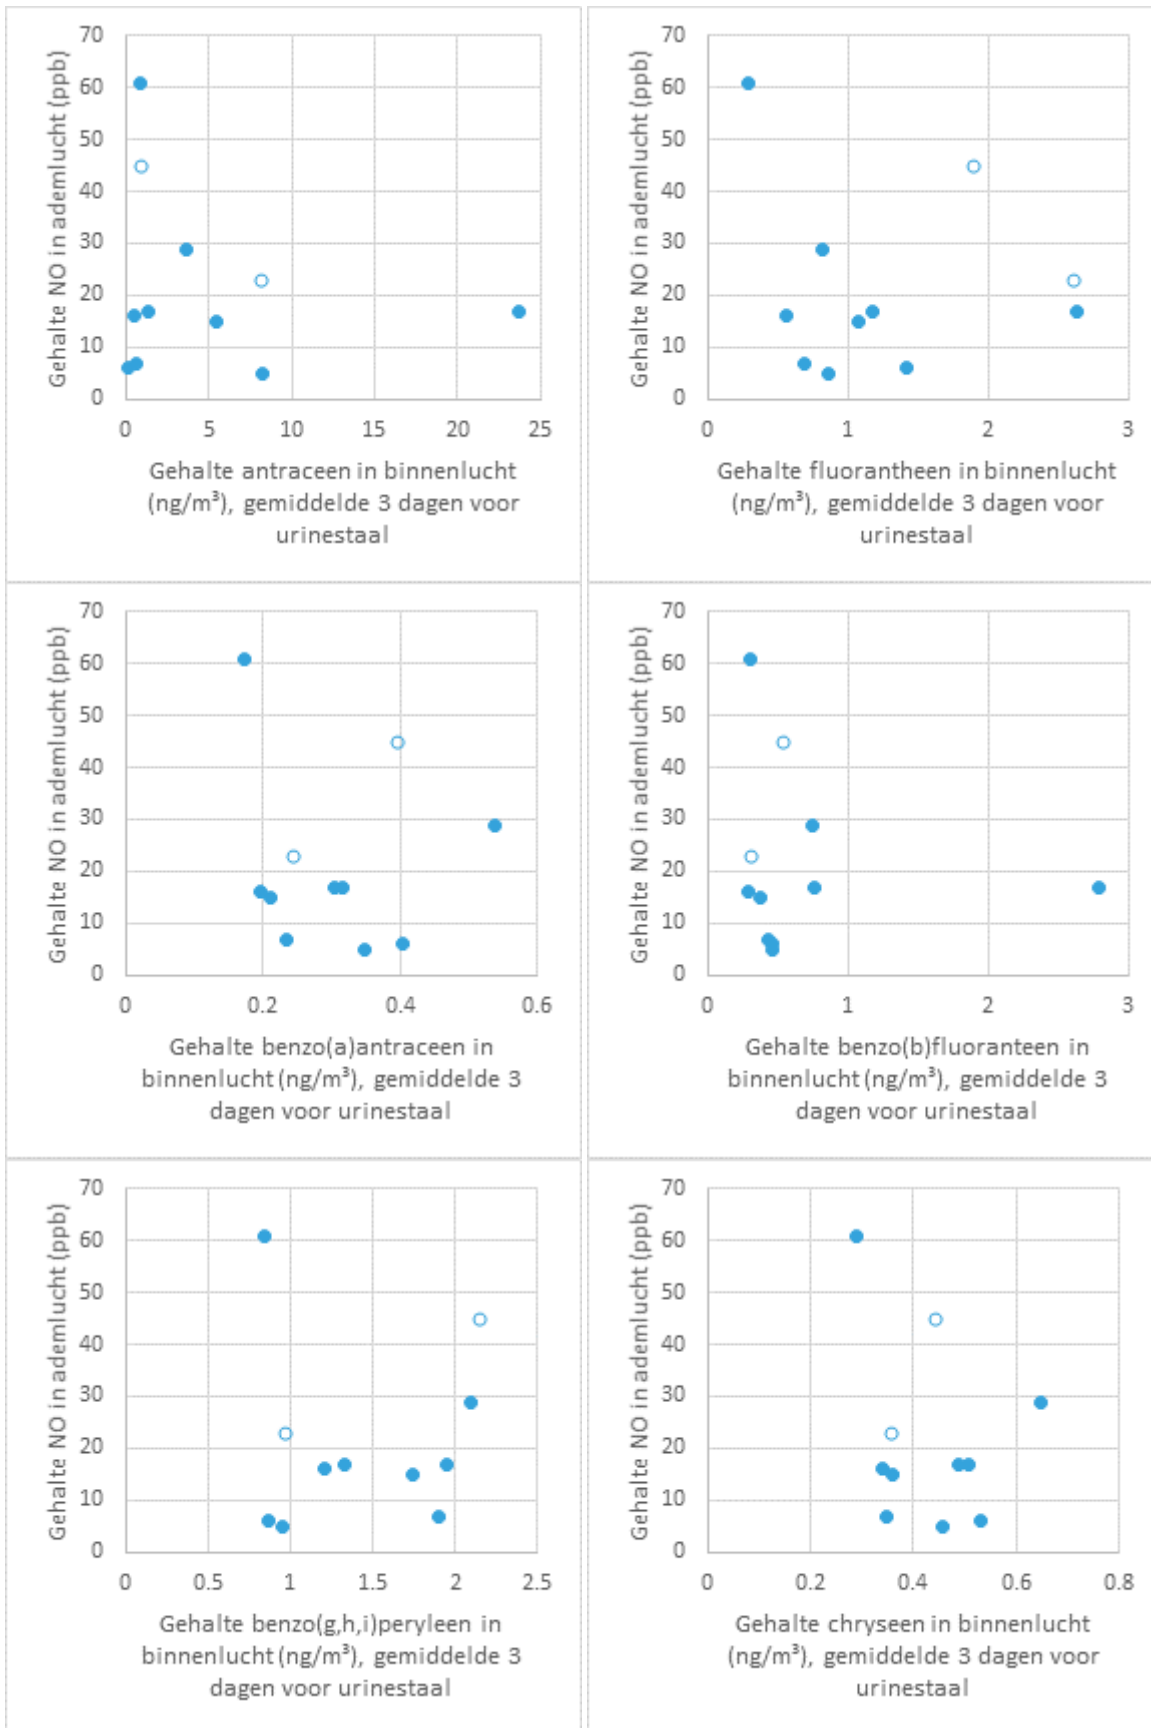 Gehalte NO in ademlucht (ppb)
70
60
50
40
30
20
10
0
0 5 10 15 20 25
Gehalte antraceen in binnenlucht
(ng/m³), gemiddelde 3 dagen voor
urinestaal
Gehalte NO in ademlucht (ppb)
70
60
50
40
30
20
10
0
0 1 2 3
Gehalte fluorantheen in binnenlucht
(ng/m³), gemiddelde 3 dagen voor
urinestaal
Gehalte NO in ademlucht (ppb)
70
60
50
40
30
20
10
0
0 0.2 0.4 0.6
Gehalte benzo(a)antraceen in
binnenlucht (ng/m³), gemiddelde 3
dagen voor urinestaal
Gehalte NO in ademlucht (ppb)
70
60
50
40
30
20
10
0
0 1 2 3
Gehalte benzo(b)fluoranteen in
binnenlucht (ng/m³), gemiddelde 3
dagen voor urinestaal
Gehalte NO in ademlucht (ppb)
70
60
50
40
30
20
10
0
0 0.5 1 1.5 2 2.5
Gehalte benzo(g,h,i)peryleen in
binnenlucht (ng/m³), gemiddelde 3
dagen voor urinestaal
Gehalte NO in ademlucht (ppb)
70
60
50
40
30
20
10
0
0 0.2 0.4 0.6 0.8
Gehalte chryseen in binnenlucht
(ng/m³), gemiddelde 3 dagen voor
urinestaal